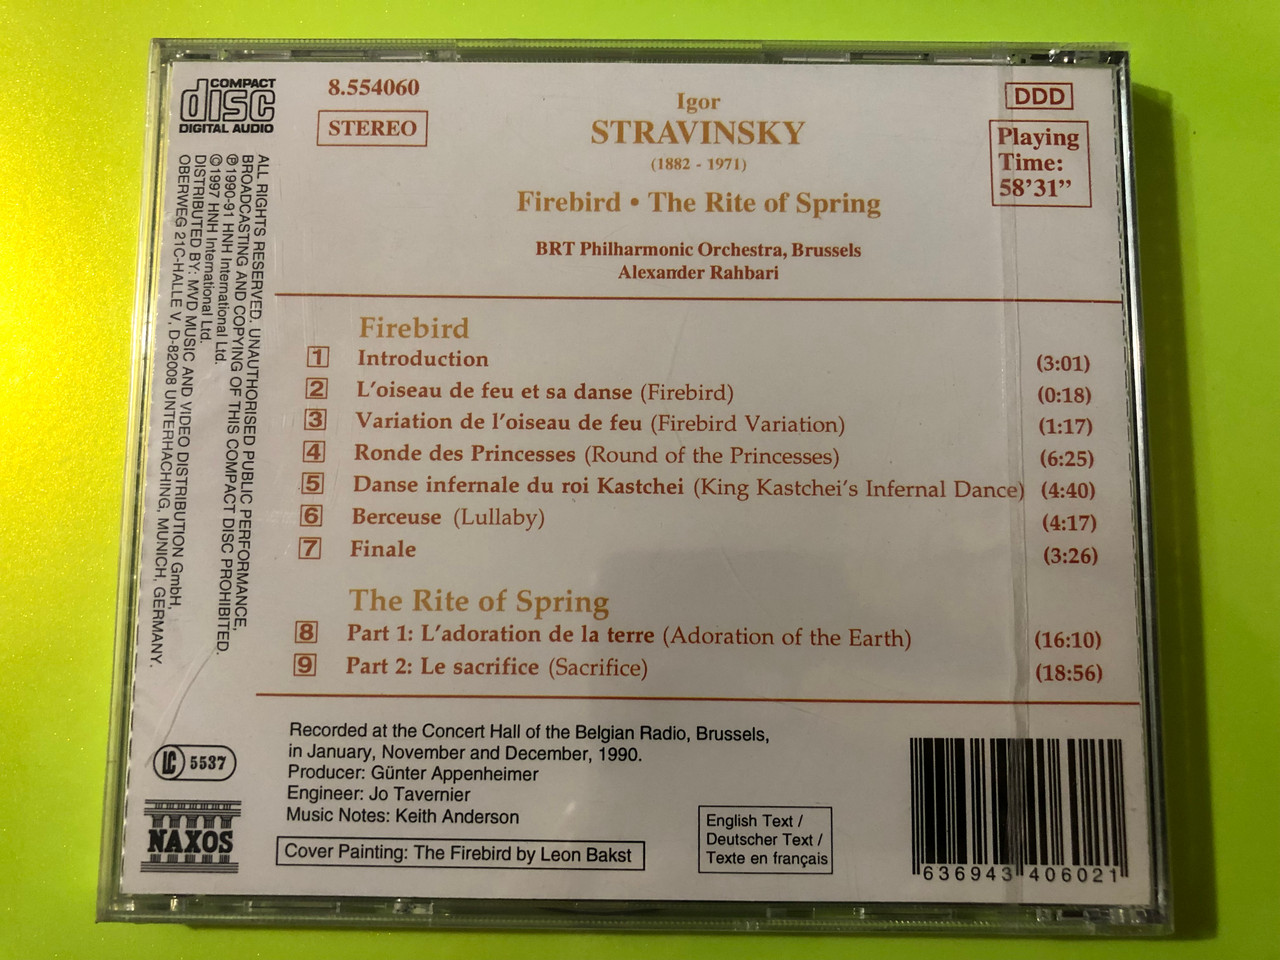 COMPACT
disc
DIGITAL AUDIO
8.554060
STEREO
Igor
STRAVINSKY
(1882 - 1971)
Firebird • The Rite of Spring
BRT Philharmonic Orchestra, Brussels
Alexander Rahbari
DDD
Playing
Time:
58'31"
ALL RIGHTS RESERVED. UNAUTHORISED PUBLIC PERFORMANCE,
BROADCASTING AND COPYING OF THIS COMPACT DISC PROHIBITED.
℗ 1990-91 HNH International Ltd.
© 1997 HNH International Ltd.
DISTRIBUTED BY: MVD MUSIC AND VIDEO DISTRIBUTION GmbH,
OBERWEG 21C-HALLE V, D-82008 UNTERHACHING, MUNICH, GERMANY.
Firebird
1 Introduction (3:01)
2 L'oiseau de feu et sa danse (Firebird) (0:18)
3 Variation de l'oiseau de feu (Firebird Variation) (1:17)
4 Ronde des Princesses (Round of the Princesses) (6:25)
5 Danse infernale du roi Kastchei (King Kastchei's Infernal Dance) (4:40)
6 Berceuse (Lullaby) (4:17)
7 Finale (3:26)
The Rite of Spring
8 Part 1: L'adoration de la terre (Adoration of the Earth) (16:10)
9 Part 2: Le sacrifice (Sacrifice) (18:56)
Recorded at the Concert Hall of the Belgian Radio, Brussels,
in January, November and December, 1990.
Producer: Günter Appenheimer
Engineer: Jo Tavernier
Music Notes: Keith Anderson
Cover Painting: The Firebird by Leon Bakst
LC 5537
NAXOS
English Text /
Deutscher Text /
Texte en français
636943 406021